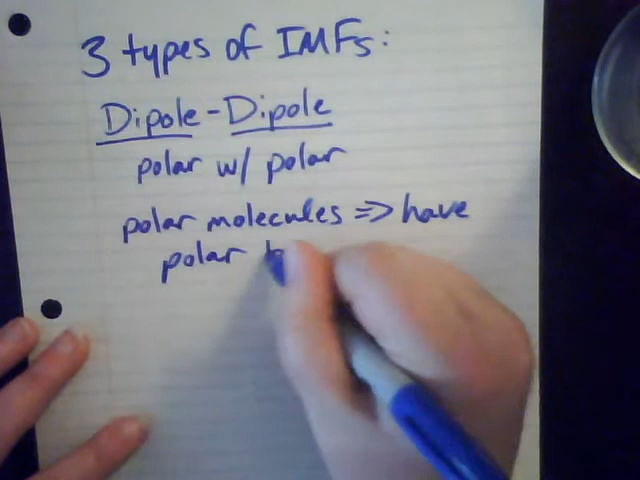 3 types of IMFs:
Dipole-Dipole
polar w/ polar
polar molecules => have
polar